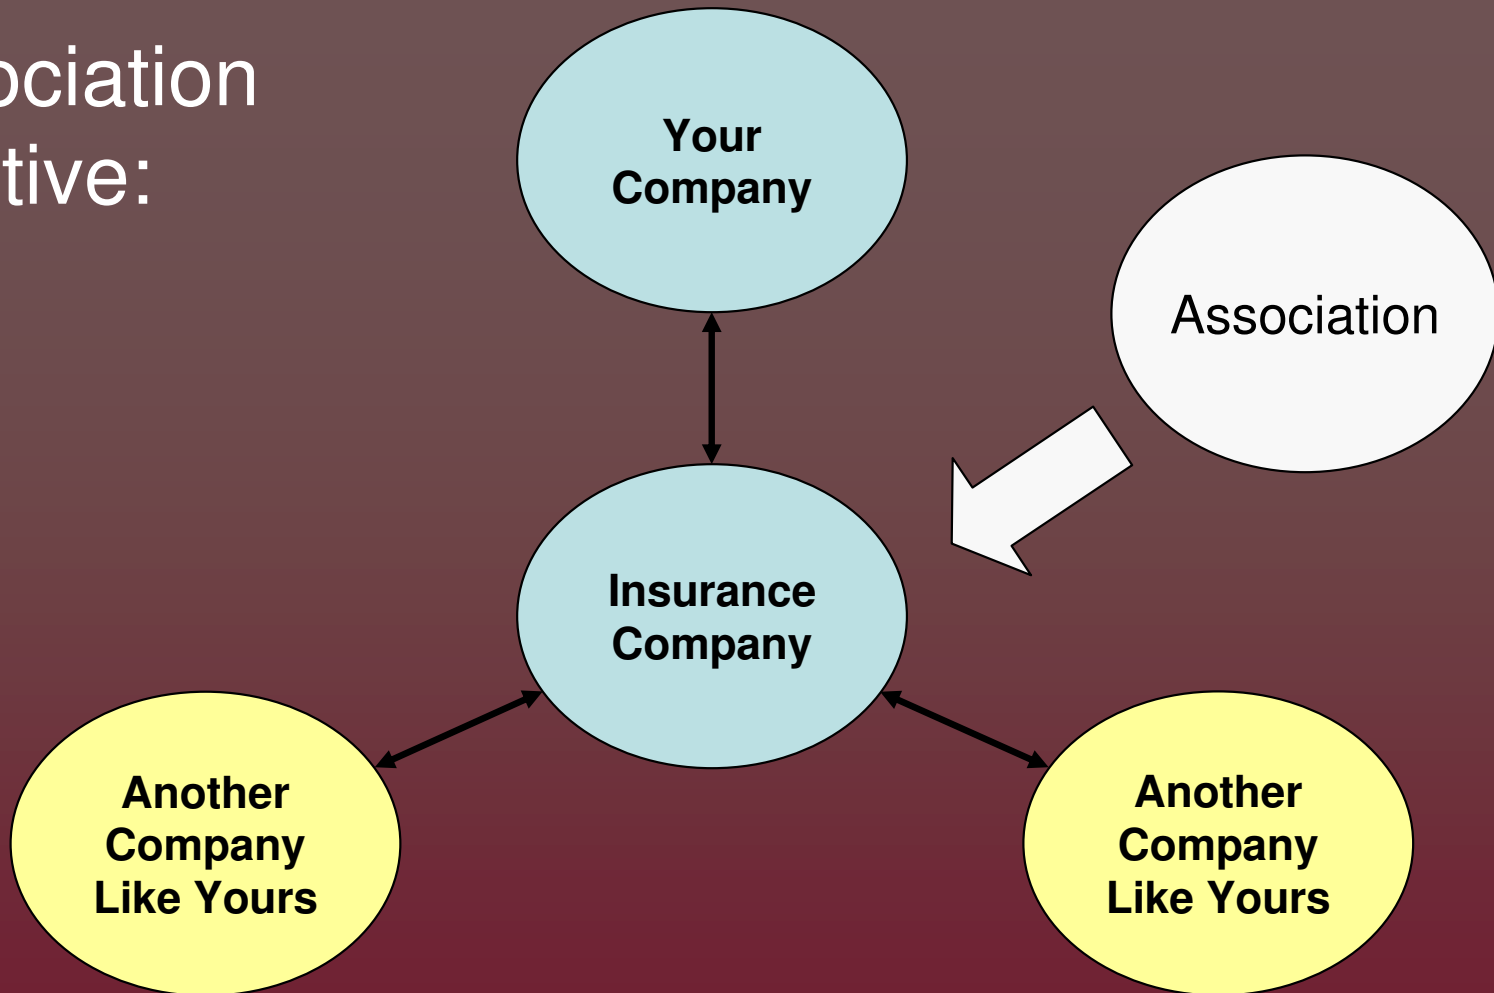 ociation
tive:
Your
Company
Association
Insurance
Company
Another
Company
Like Yours
Another
Company
Like Yours